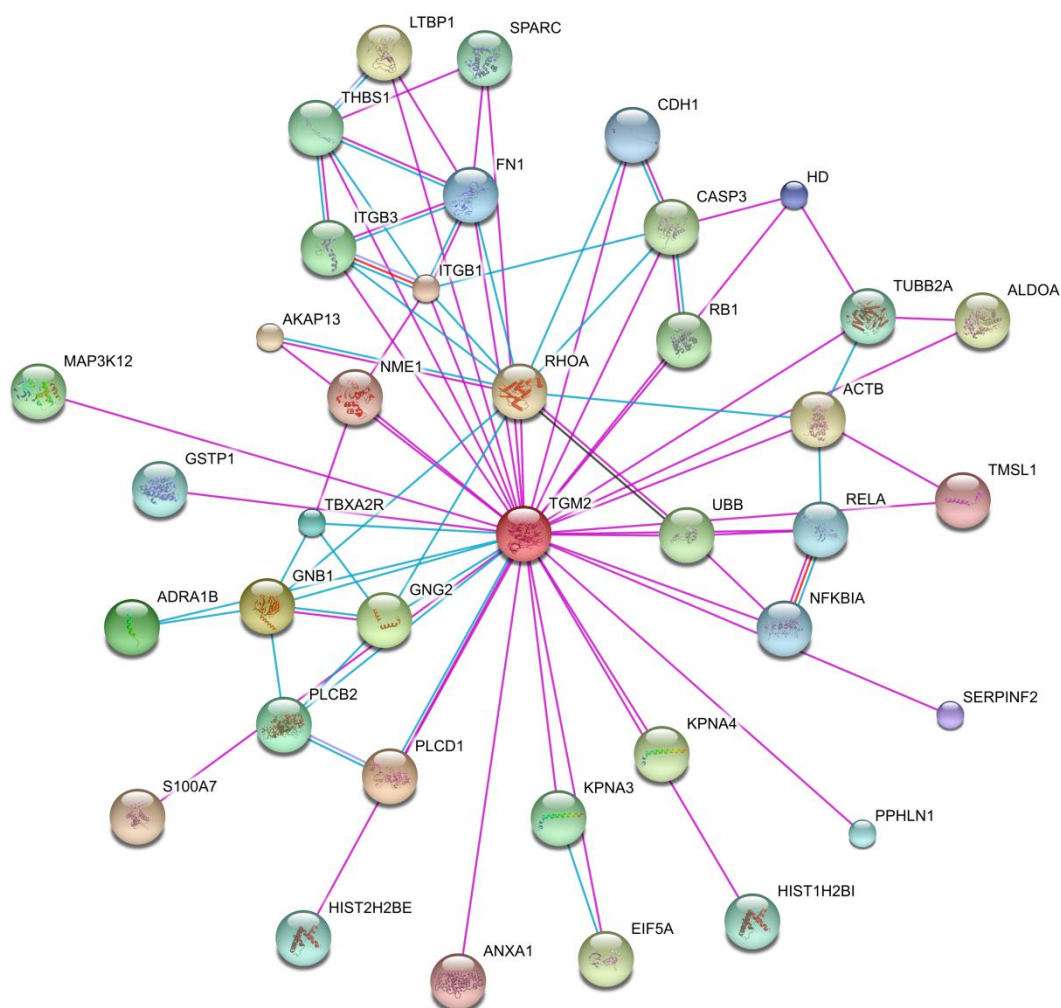 LTBP1
SPARC
THBS1
CDH1
FN1
HD
CASP3
ITGB3
ITGB1
TUBB2A
ALDOA
AKAP13
RB1
MAP3K12
NME1
RHOA
ACTB
GSTP1
TMSL1
TBXA2R
TGM2
UBB
RELA
GNB1
GNG2
ADRA1B
NFKBIA
PLCB2
SERPINF2
KPNA4
PLCD1
S100A7
KPNA3
PPHLN1
HIST2H2BE
HIST1H2BI
EIF5A
ANXA1